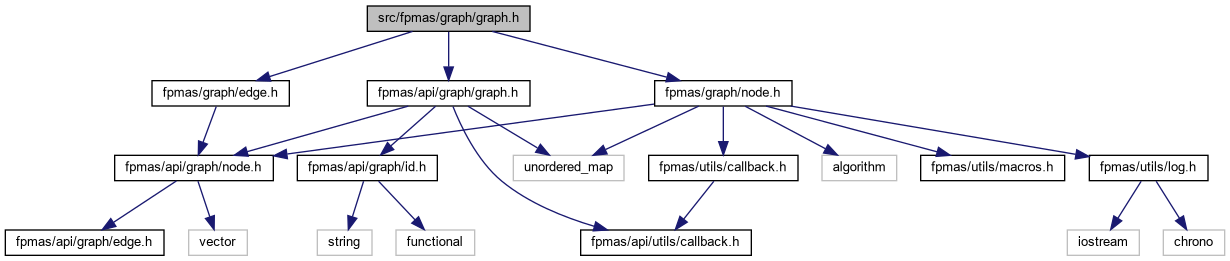 src/fpmas/graph/graph.h
fpmas/graph/edge.h
fpmas/api/graph/graph.h
fpmas/graph/node.h
fpmas/api/graph/node.h
fpmas/api/graph/id.h
unordered_map
fpmas/utils/callback.h
algorithm
fpmas/utils/macros.h
fpmas/utils/log.h
fpmas/api/graph/edge.h
vector
string
functional
fpmas/api/utils/callback.h
iostream
chrono